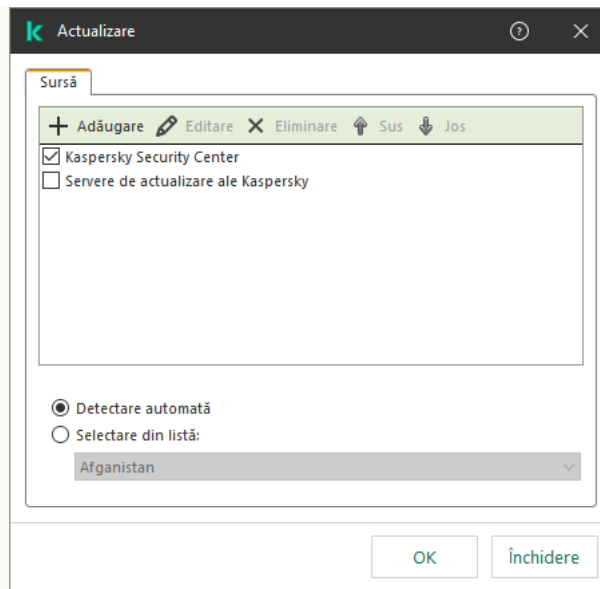 Actualizare
Sursă
Adăugare Editare Eliminare Sus Jos
Kaspersky Security Center
Servere de actualizare ale Kaspersky
Detectare automată
Selectare din listă:
Afganistan
OK Închidere